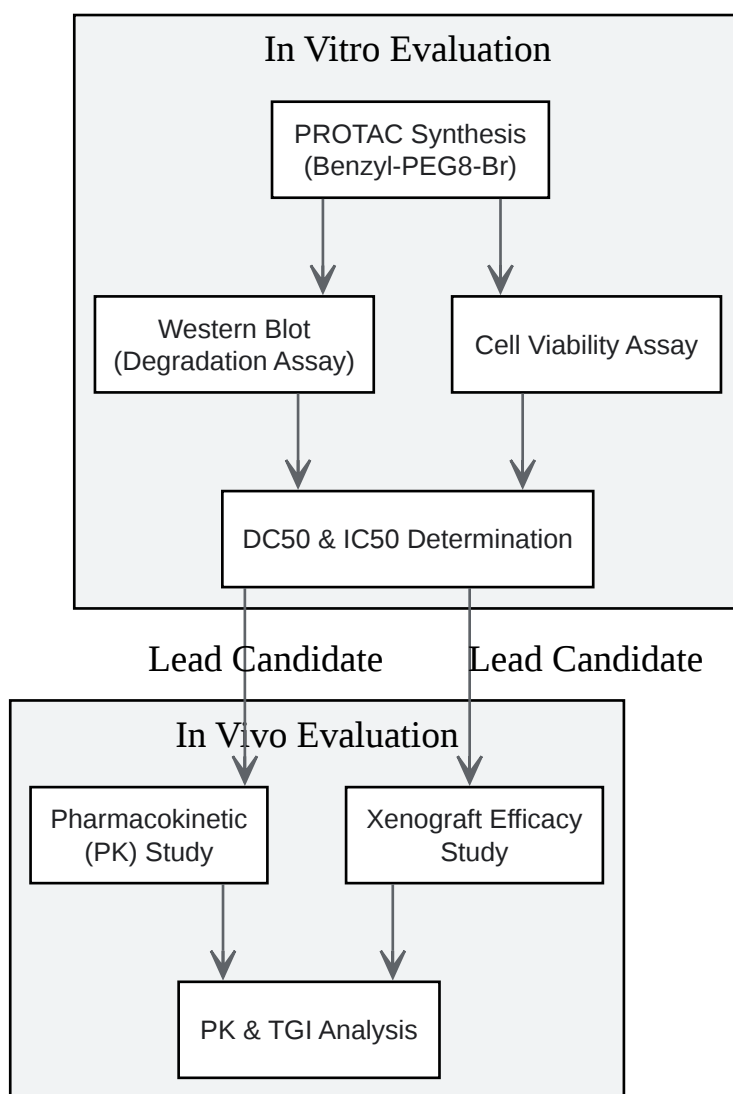 In Vitro Evaluation
PROTAC Synthesis
(Benzyl-PEG8-Br)
Western Blot
(Degradation Assay)
Cell Viability Assay
DC50 & IC50 Determination
Lead Candidate
Lead Candidate
In Vivo Evaluation
Pharmacokinetic
(PK) Study
Xenograft Efficacy
Study
PK & TGI Analysis